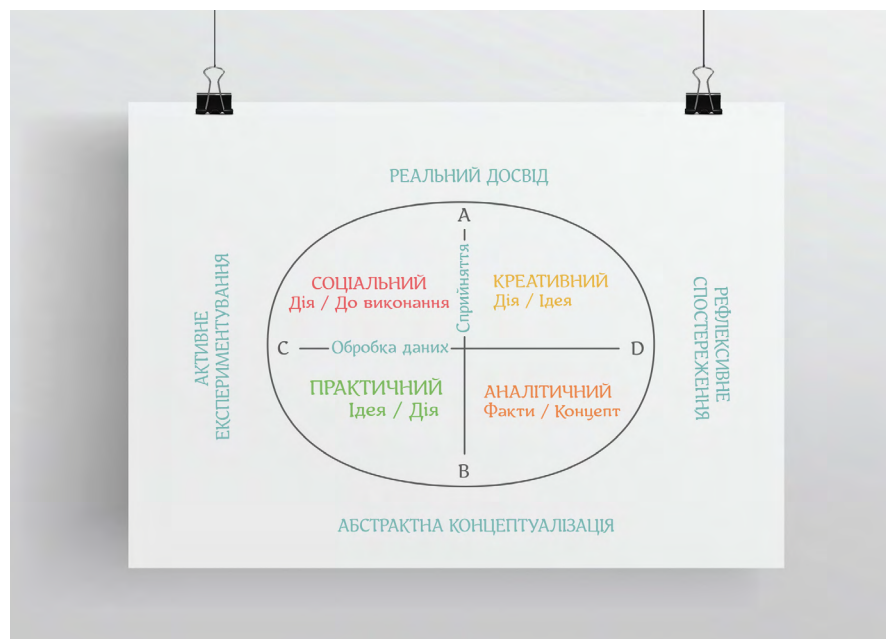 РЕАЛЬНИЙ ДОСВІД
A
Сприйняття
СОЦІАЛЬНИЙ
Дія / До виконання
КРЕАТИВНИЙ
Дія / Ідея
АКТИВНЕ
ЕКСПЕРИМЕНТУВАННЯ
РЕФЛЕКСИВНЕ
СПОСТЕРЕЖЕННЯ
C
Обробка даних
D
ПРАКТИЧНИЙ
Ідея / Дія
АНАЛІТИЧНИЙ
Факти / Концепт
B
АБСТРАКТНА КОНЦЕПТУАЛІЗАЦІЯ